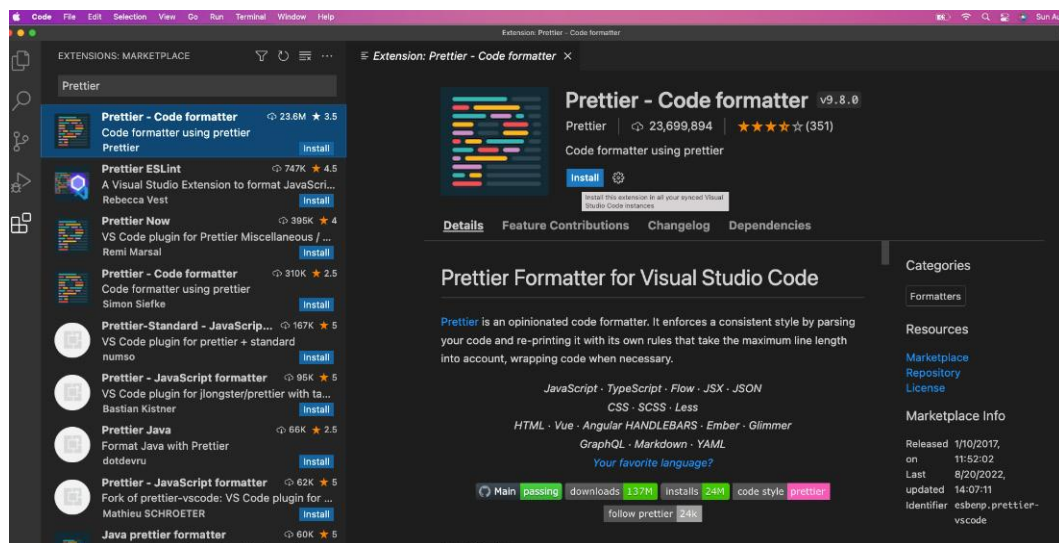 Code File Edit Selection View Go Run Terminal Window Help
Sun Au
Extension: Prettier - Code formatter
EXTENSIONS: MARKETPLACE
Prettier
Prettier - Code formatter 23.6M ★ 3.5
Code formatter using prettier
Prettier Install
Prettier ESLint 747K ★ 4.5
A Visual Studio Extension to format JavaScri...
Rebecca Vest Install
Prettier Now 395K ★ 4
VS Code plugin for Prettier Miscellaneous / ...
Remi Marsal Install
Prettier - Code formatter 310K ★ 2.5
Code formatter using prettier
Simon Siefke Install
Prettier-Standard - JavaScrip... 167K ★ 5
VS Code plugin for prettier + standard
numso Install
Prettier - JavaScript formatter 95K ★ 5
VS Code plugin for jlongster/prettier with ta...
Bastian Kistner Install
Prettier Java 66K ★ 2.5
Format Java with Prettier
dotdevru Install
Prettier - JavaScript formatter 62K ★ 5
Fork of prettier-vscode: VS Code plugin for ...
Mathieu SCHROETER Install
Java prettier formatter 60K ★ 5
Extension: Prettier - Code formatter
Prettier - Code formatter v9.8.0
Prettier 23,699,894 (351)
Code formatter using prettier
Install
Install this extension in all your synced Visual
Studio Code instances
Details Feature Contributions Changelog Dependencies
Prettier Formatter for Visual Studio Code
Prettier is an opinionated code formatter. It enforces a consistent style by parsing
your code and re-printing it with its own rules that take the maximum line length
into account, wrapping code when necessary.
JavaScript · TypeScript · Flow · JSX · JSON
CSS · SCSS · Less
HTML · Vue · Angular HANDLEBARS · Ember · Glimmer
GraphQL · Markdown · YAML
Your favorite language?
Main passing downloads 137M installs 24M code style prettier
follow prettier 24k
Categories
Formatters
Resources
Marketplace
Repository
License
Marketplace Info
Released 1/10/2017,
on 11:52:02
Last 8/20/2022,
updated 14:07:11
Identifier esbenp.prettier-
vscode